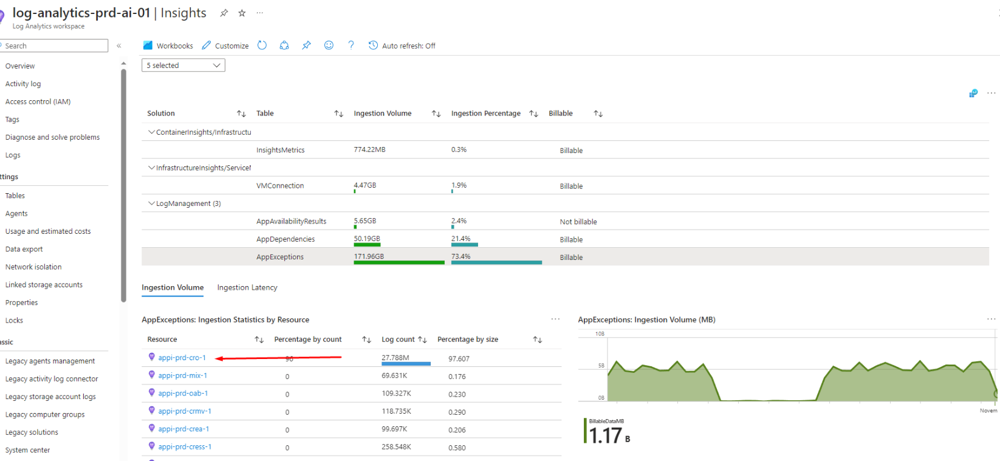 log-analytics-prd-ai-01 | Insights
Log Analytics workspace
Search
Workbooks Customize Auto refresh: Off
5 selected
Overview
Activity log
Access control (IAM)
Tags
Diagnose and solve problems
Logs
ttings
Tables
Agents
Usage and estimated costs
Data export
Network isolation
Linked storage accounts
Properties
Locks
assic
Legacy agents management
Legacy activity log connector
Legacy storage account logs
Legacy computer groups
Legacy solutions
System center
Solution Table Ingestion Volume Ingestion Percentage Billable
ContainerInsights/Infrastructu
InsightsMetrics 774.22MB 0.3% Billable
InfrastructureInsights/Servicel
VMConnection 4.47GB 1.9% Billable
LogManagement (3)
AppAvailabilityResults 5.65GB 2.4% Not billable
AppDependencies 50.19GB 21.4% Billable
AppExceptions 171.96GB 73.4% Billable
Ingestion Volume Ingestion Latency
AppExceptions: Ingestion Statistics by Resource
Resource Percentage by count Log count Percentage by size
appi-prd-cro-1 96 27.788M 97.607
appi-prd-mix-1 0 69.631K 0.176
appi-prd-oab-1 0 109.327K 0.230
appi-prd-crmv-1 0 118.735K 0.290
appi-prd-crea-1 0 99.697K 0.206
appi-prd-cress-1 0 258.548K 0.580
AppExceptions: Ingestion Volume (MB)
10B
5B
0B
Novem
BillableDataMB
1.17 B